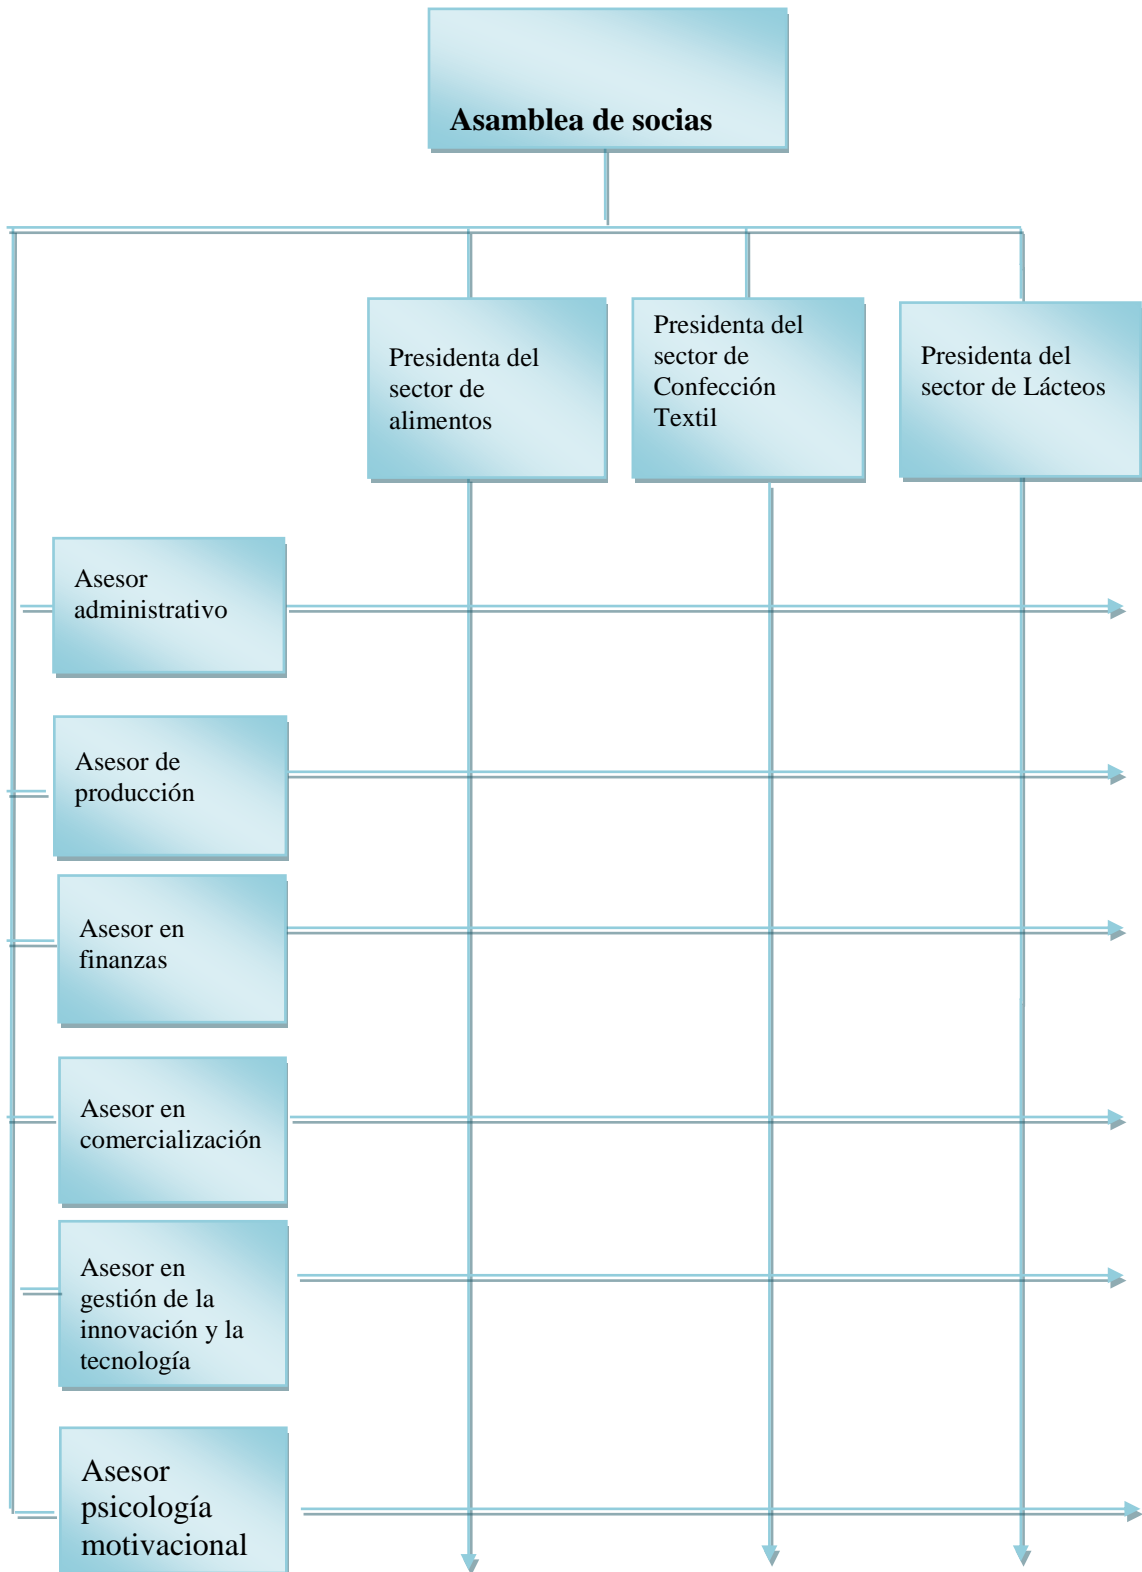 Asamblea de socias
Presidenta del
sector de
alimentos
Presidenta del
sector de
Confección
Textil
Presidenta del
sector de Lácteos
Asesor
administrativo
Asesor de
producción
Asesor en
finanzas
Asesor en
comercialización
Asesor en
gestión de la
innovación y la
tecnología
Asesor
psicología
motivacional